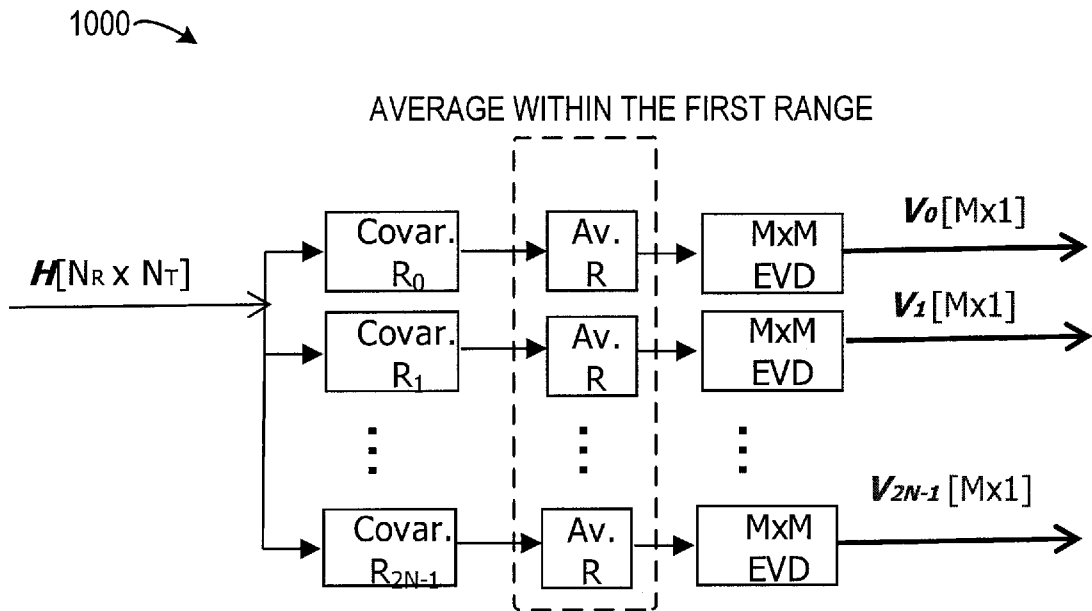 1000
AVERAGE WITHIN THE FIRST RANGE
H[NR x NT]
Covar.
R0
Av.
R
MxM
EVD
V0[Mx1]
Covar.
R1
Av.
R
MxM
EVD
V1[Mx1]
Covar.
R2N-1
Av.
R
MxM
EVD
V2N-1 [Mx1]